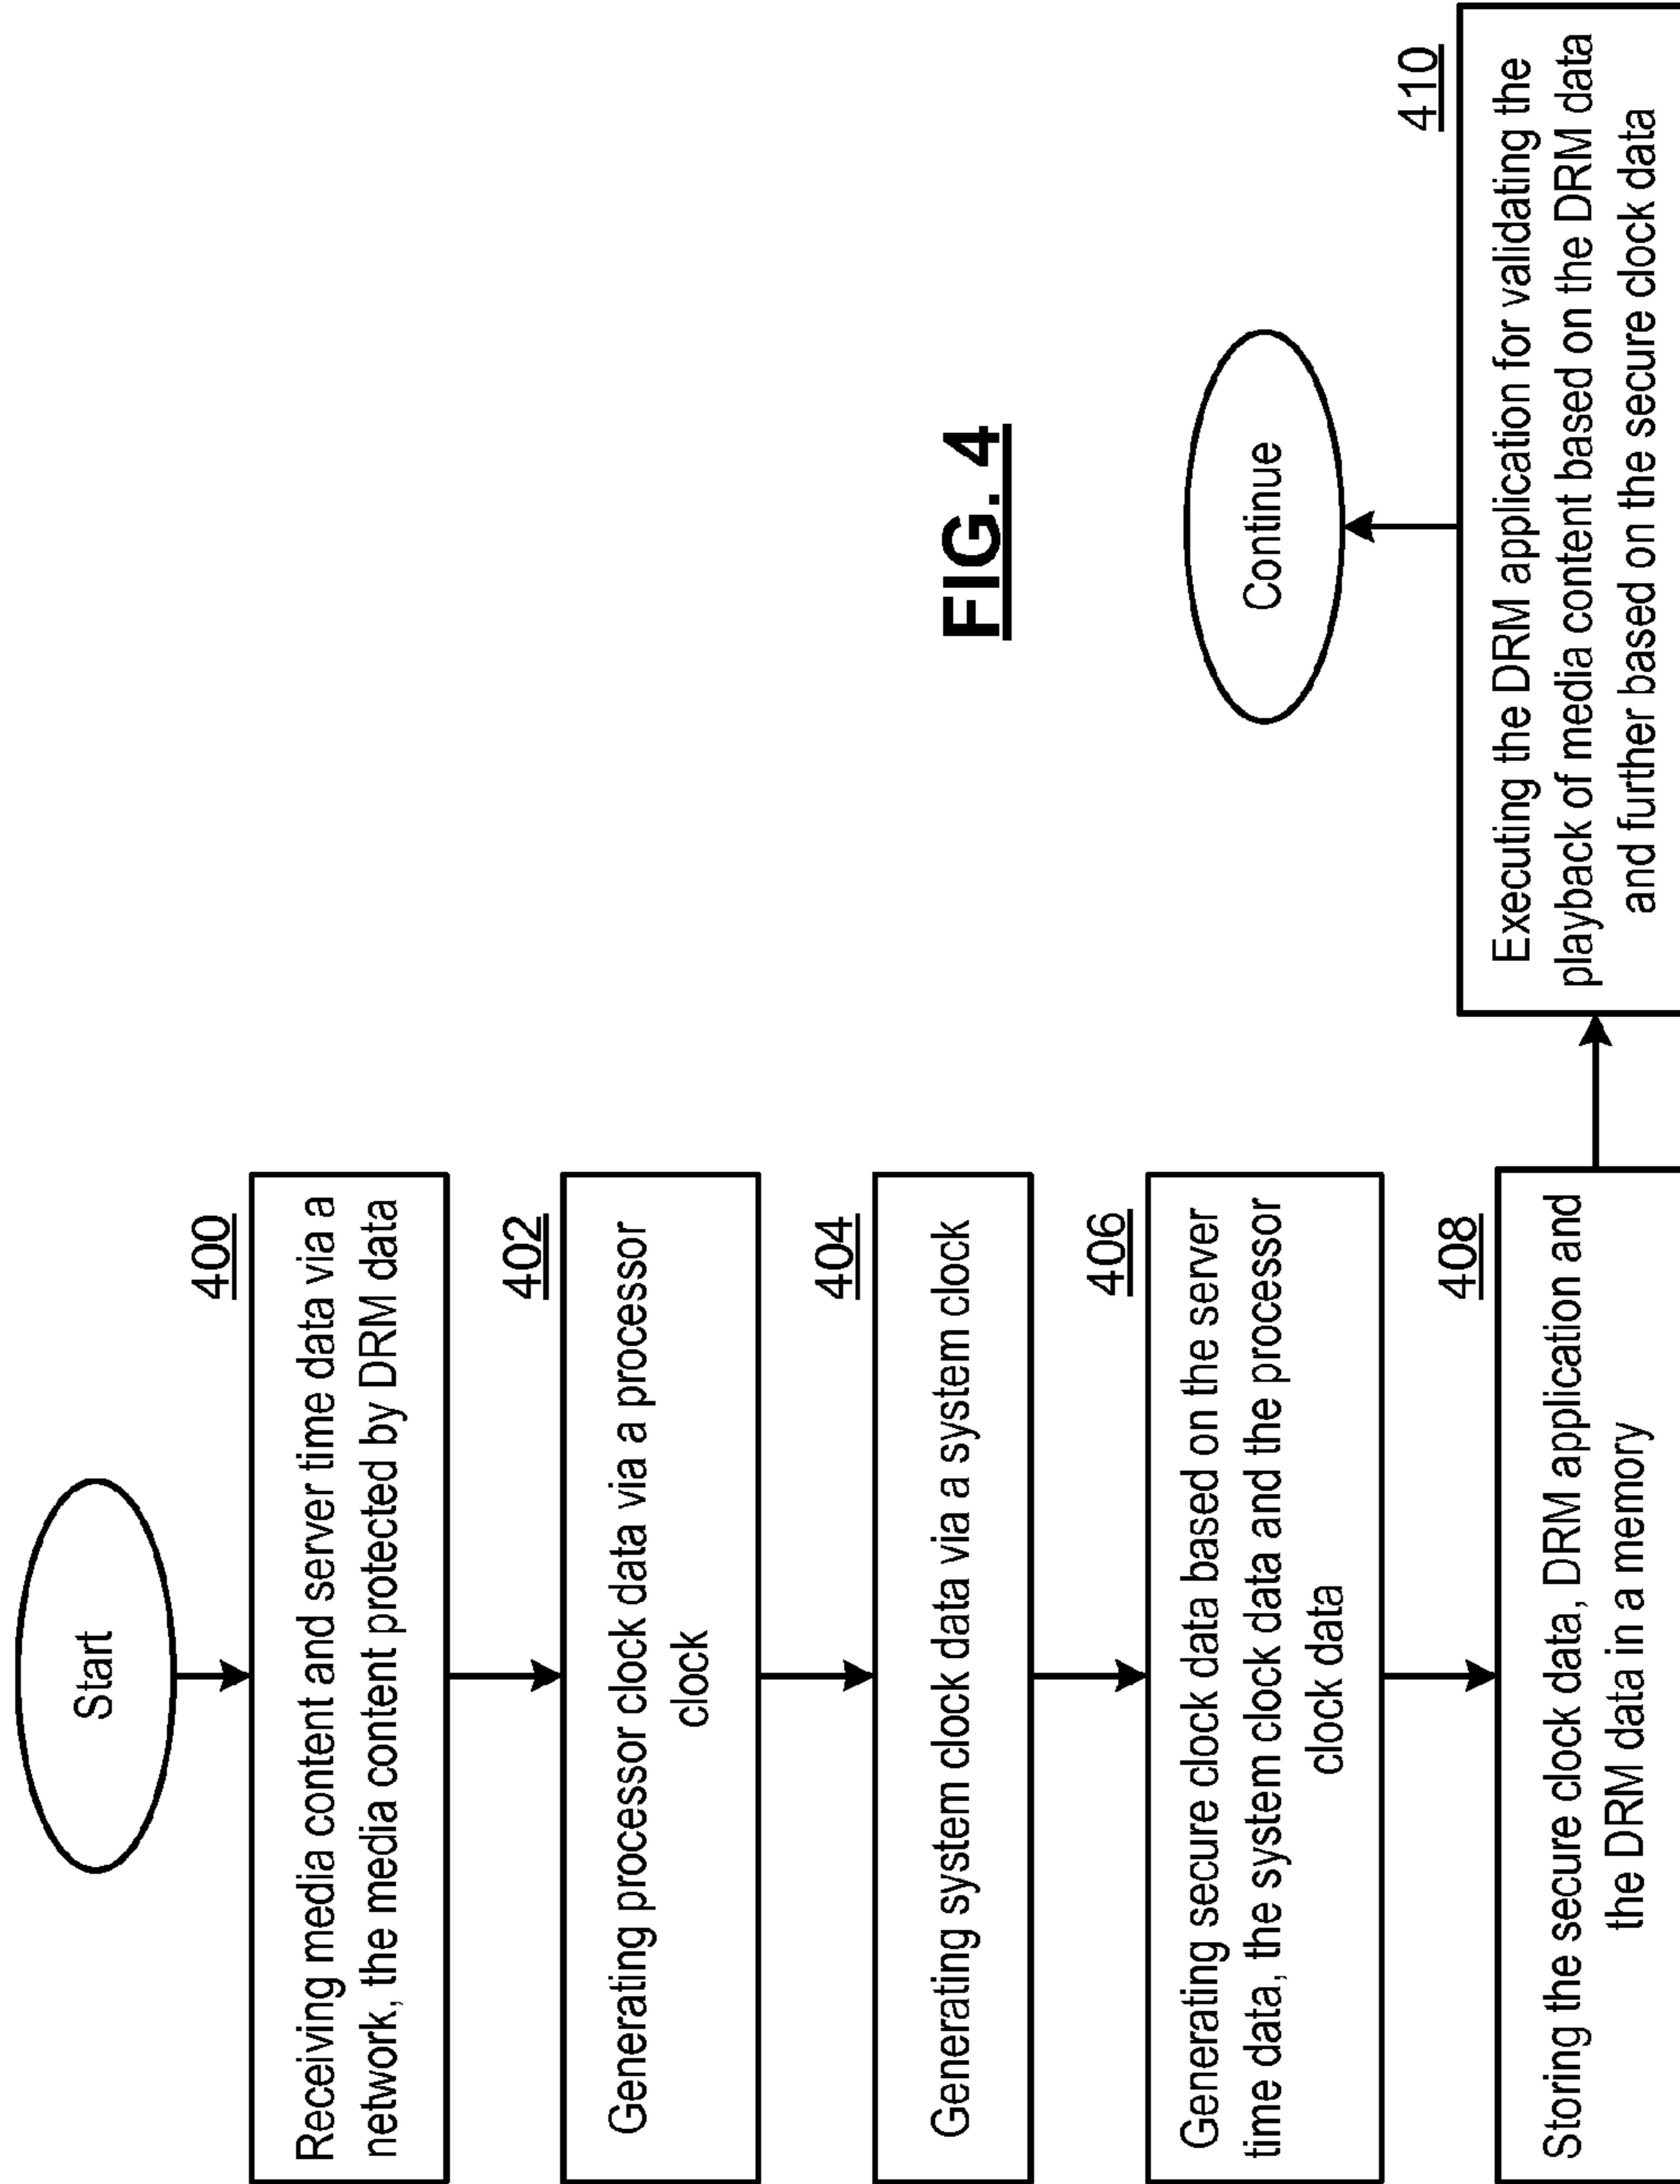 Start
400
Receiving media content and server time data via a
network, the media content protected by DRM data
402
Generating processor clock data via a processor
clock
404
Generating system clock data via a system clock
406
Generating secure clock data based on the server
time data, the system clock data and the processor
clock data
408
Storing the secure clock data, DRM application and
the DRM data in a memory
410
Executing the DRM application for validating the
playback of media content based on the DRM data
and further based on the secure clock data
Continue
FIG. 4